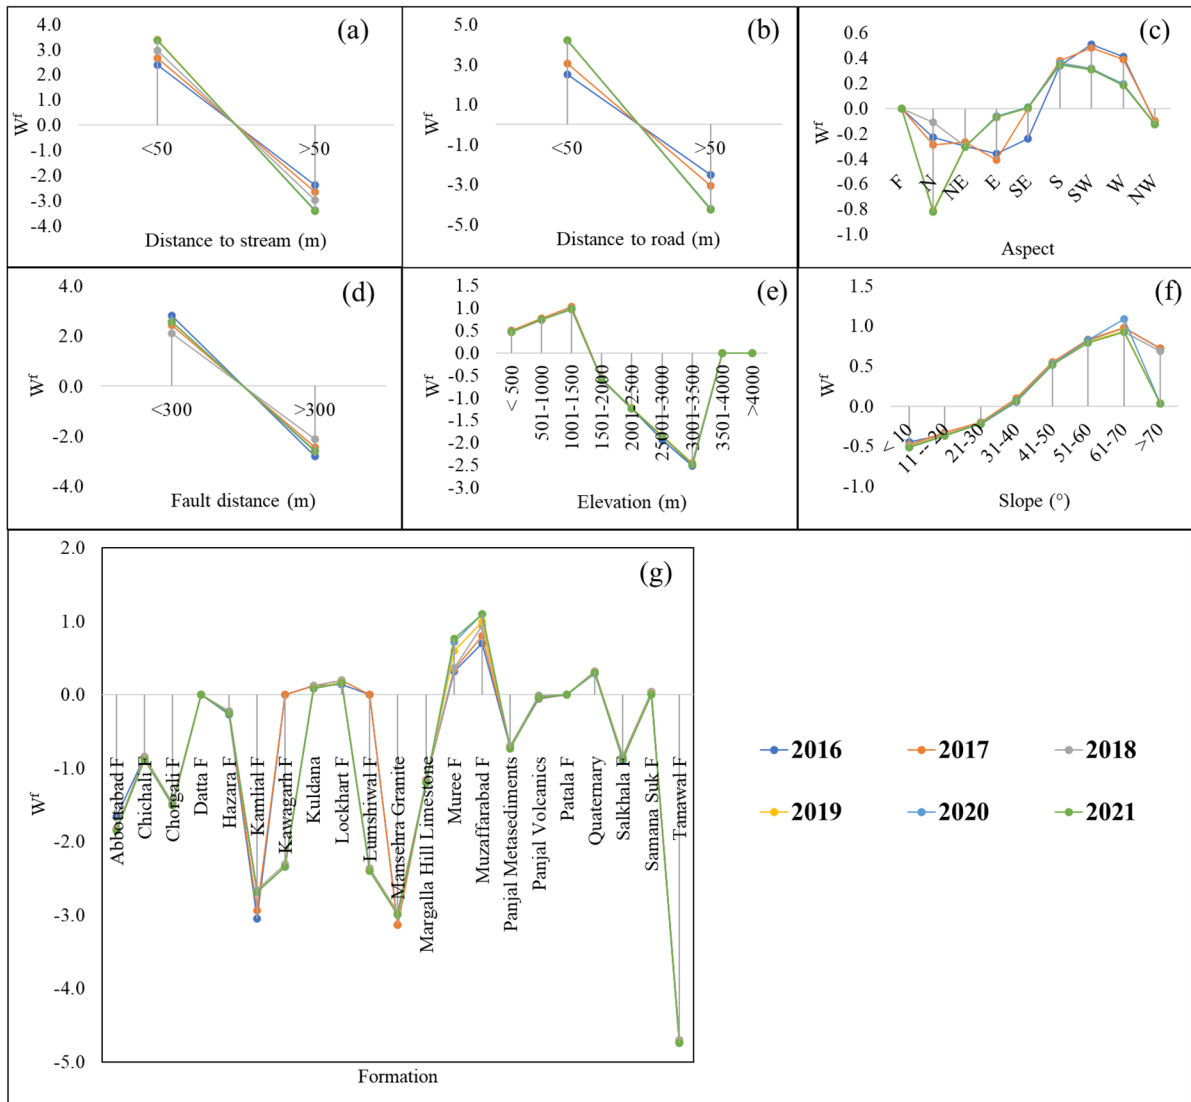 (a)
4.0
3.0
2.0
1.0
0.0
-1.0
-2.0
-3.0
-4.0
Wf
<50
>50
Distance to stream (m)
(b)
5.0
3.0
1.0
-1.0
-3.0
-5.0
Wf
<50
>50
Distance to road (m)
(c)
0.6
0.4
0.2
0.0
-0.2
-0.4
-0.6
-0.8
-1.0
Wf
F
N
NE
E
SE
S
SW
W
NW
Aspect
(d)
4.0
2.0
0.0
-2.0
-4.0
Wf
<300
>300
Fault distance (m)
(e)
1.5
1.0
0.5
0.0
-0.5
-1.0
-1.5
-2.0
-2.5
-3.0
Wf
< 500
501-1000
1001-1500
1501-2000
2001-2500
2501-3000
3001-3500
3501-4000
>4000
Elevation (m)
(f)
1.5
1.0
0.5
0.0
-0.5
-1.0
Wf
< 10
11 -- 20
21-30
31-40
41-50
51-60
61-70
>70
Slope (°)
(g)
2.0
1.0
0.0
-1.0
-2.0
-3.0
-4.0
-5.0
Wf
Abbottabad F
Chichali F
Chorgali F
Datta F
Hazara F
Kamlial F
Kawagarh F
Kuldana
Lockhart F
Lumshiwal F
Mansehra Granite
Margalla Hill Limestone
Muree F
Muzaffarabad F
Panjal Metasediments
Panjal Volcanics
Patala F
Quaternary
Salkhala F
Samana Suk F
Tanawal F
Formation
2016
2017
2018
2019
2020
2021